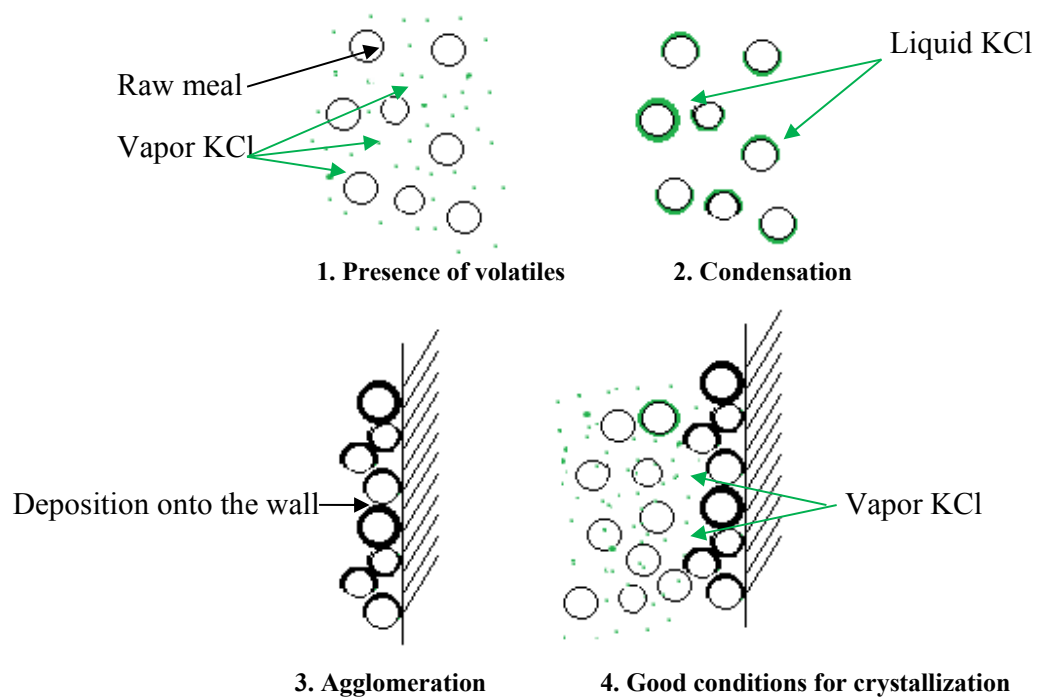 Raw meal
Vapor KCl
Liquid KCl
1. Presence of volatiles
2. Condensation
Deposition onto the wall
Vapor KCl
3. Agglomeration
4. Good conditions for crystallization